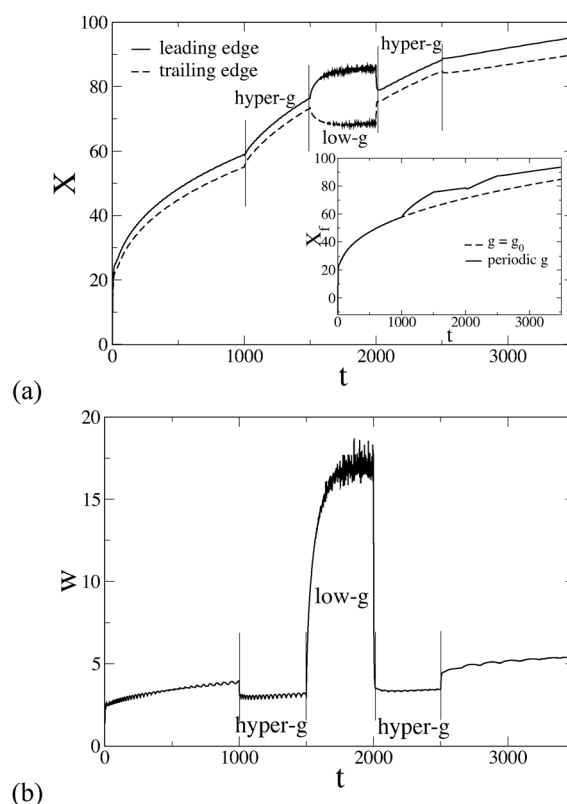 100
80
60
40
20
0
X
leading edge
trailing edge
hyper-g
low-g
hyper-g
100
80
60
40
20
0
X_f
g = g_0
periodic g
0 1000 2000 3000
t
0 1000 2000 3000
t
(a)
20
15
10
5
0
w
low-g
hyper-g
hyper-g
0 1000 2000 3000
t
(b)